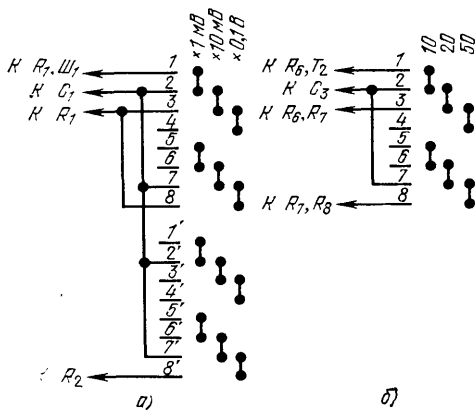 ×1 мВ ×10 мВ ×0,1 В
К R₁, Ш₁ 1
К C₁ 2
К R₁ 3
4
5
6
7
8
1'
2'
3'
4'
5'
6'
7'
R₂ 8'
а)
10 20 50
К R₆, Т₂ 1
К C₃ 2
К R₆, R₇ 3
4
5
6
7
К R₇, R₈ 8
б)